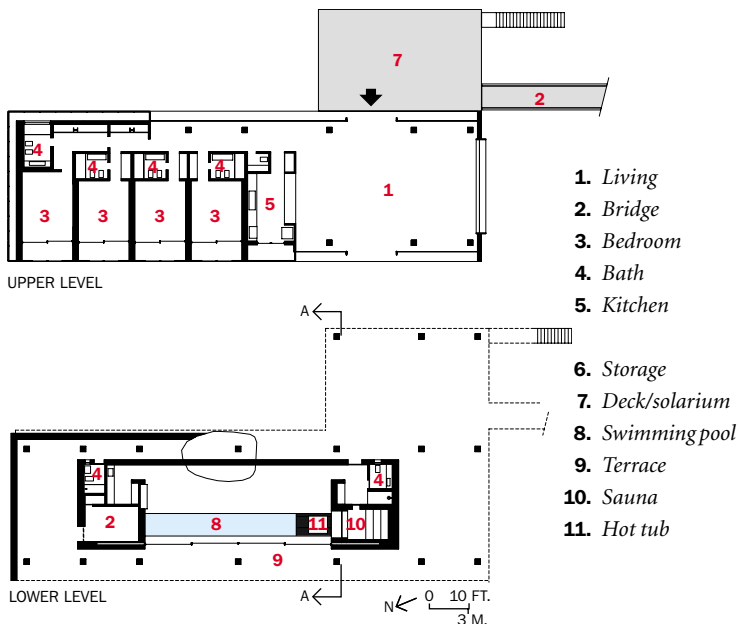 7
2
4
4
4
4
1
3
3
3
3
5
UPPER LEVEL
1. Living
2. Bridge
3. Bedroom
4. Bath
5. Kitchen
6. Storage
7. Deck/solarium
8. Swimming pool
9. Terrace
10. Sauna
11. Hot tub
A
4
4
2
8
11
10
9
LOWER LEVEL
A
N
0 10 FT.
3 M.